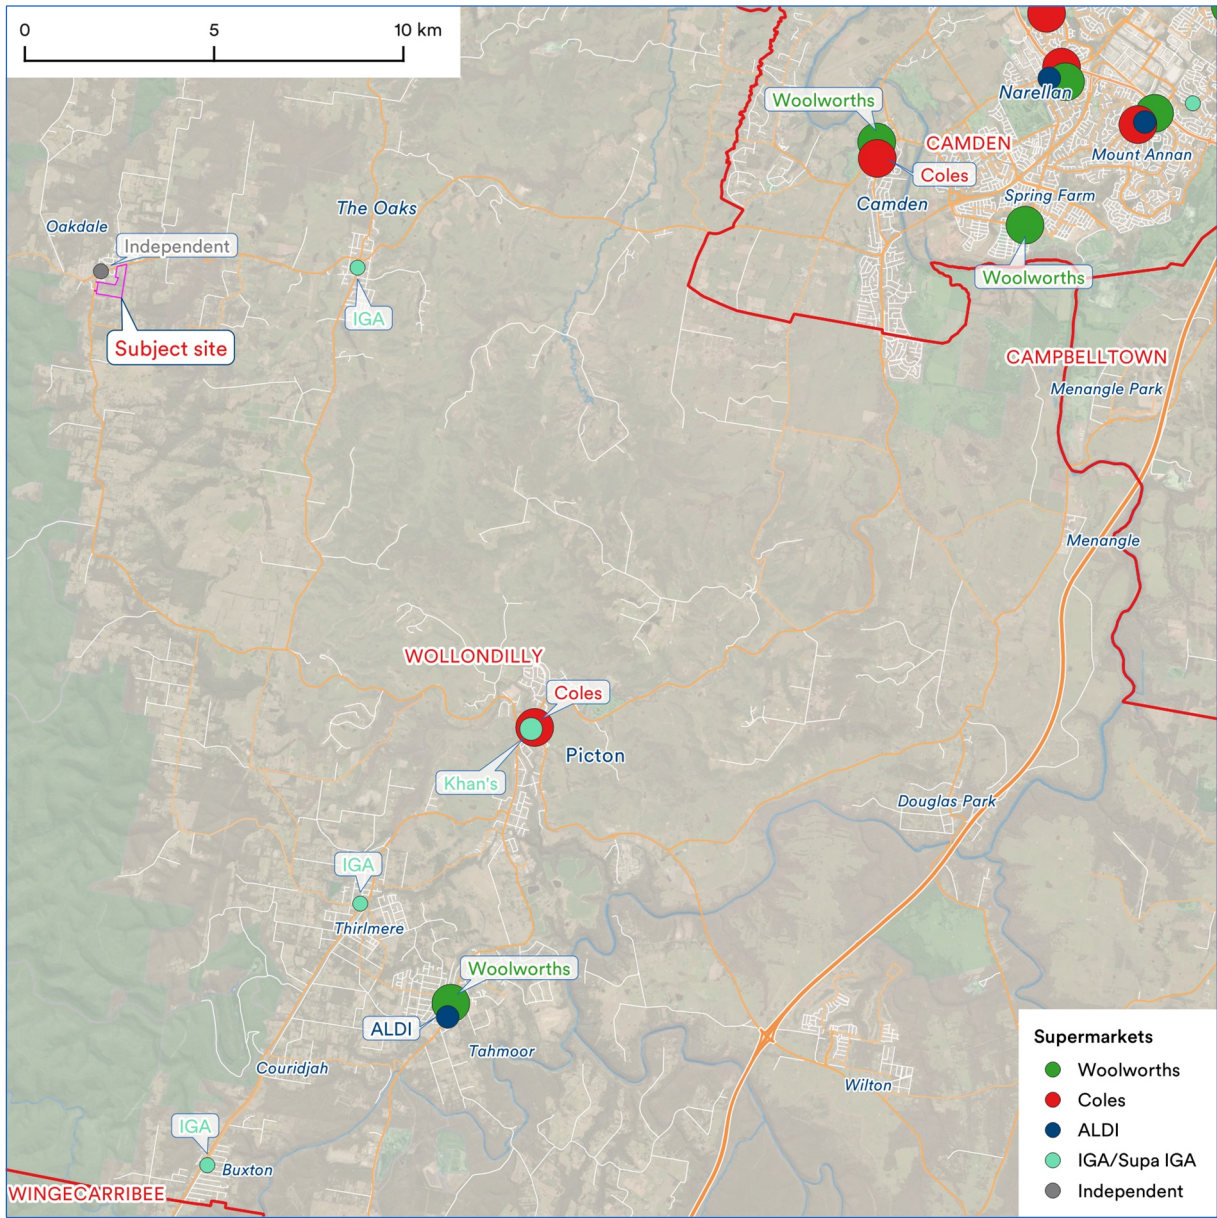 0 5 10 km
Woolworths
Narellan
CAMDEN
Mount Annan
Coles
Spring Farm
The Oaks
Camden
Oakdale
Independent
Woolworths
IGA
Subject site
CAMPBELLTOWN
Menangle Park
Menangle
WOLLONDILLY
Coles
Picton
Khan's
Douglas Park
IGA
Thirlmere
Woolworths
ALDI
Tahmoor
Couridjah
Wilton
IGA
Buxton
WINGECARRIBEE
Supermarkets
Woolworths
Coles
ALDI
IGA/Supa IGA
Independent